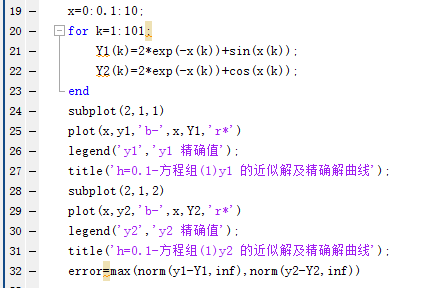 19 – x=0:0.1:10;
20 – for k=1:101;
21 – Y1(k)=2*exp(-x(k))+sin(x(k));
22 – Y2(k)=2*exp(-x(k))+cos(x(k));
23 – end
24 – subplot(2,1,1)
25 – plot(x,y1,'b-',x,Y1,'r*')
26 – legend('y1','y1 精确值');
27 – title('h=0.1-方程组(1)y1 的近似解及精确解曲线');
28 – subplot(2,1,2)
29 – plot(x,y2,'b-',x,Y2,'r*')
30 – legend('y2','y2 精确值');
31 – title('h=0.1-方程组(1)y2 的近似解及精确解曲线');
32 – error=max(norm(y1-Y1,inf),norm(y2-Y2,inf))